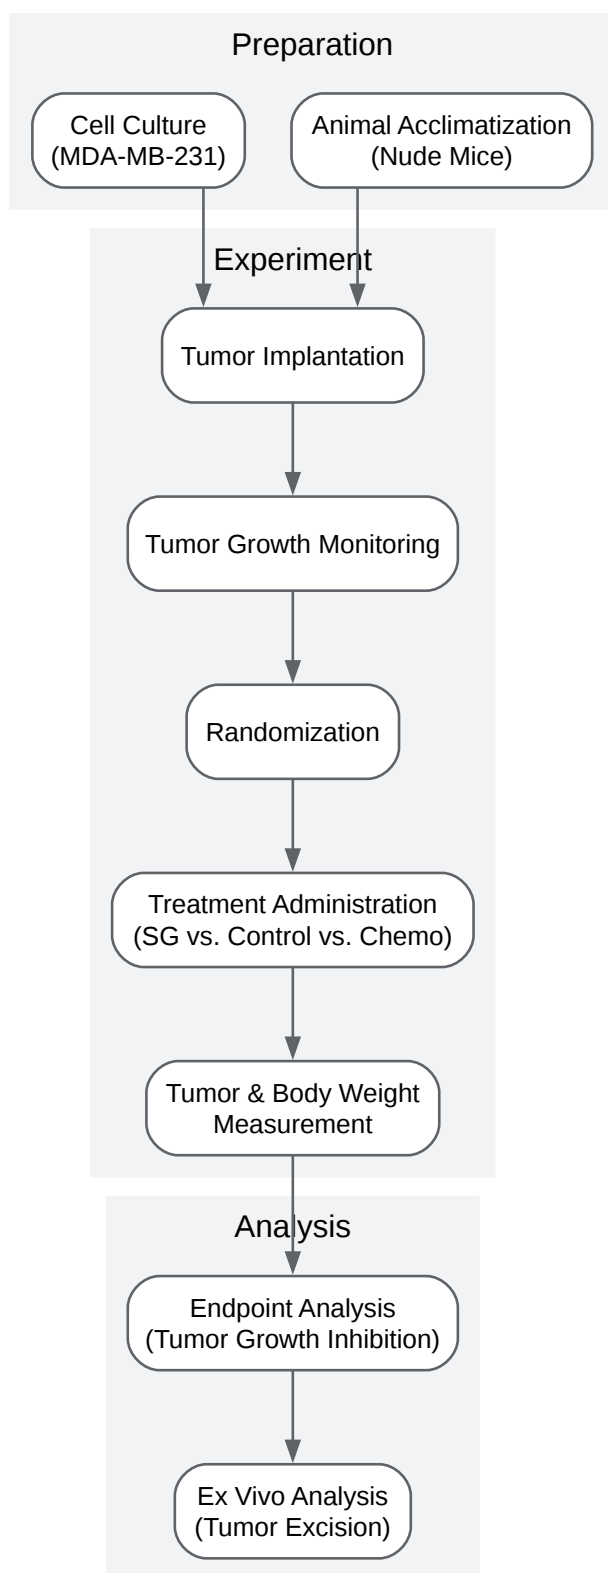 Preparation
Cell Culture
(MDA-MB-231)
Animal Acclimatization
(Nude Mice)
Experiment
Tumor Implantation
Tumor Growth Monitoring
Randomization
Treatment Administration
(SG vs. Control vs. Chemo)
Tumor & Body Weight
Measurement
Analysis
Endpoint Analysis
(Tumor Growth Inhibition)
Ex Vivo Analysis
(Tumor Excision)